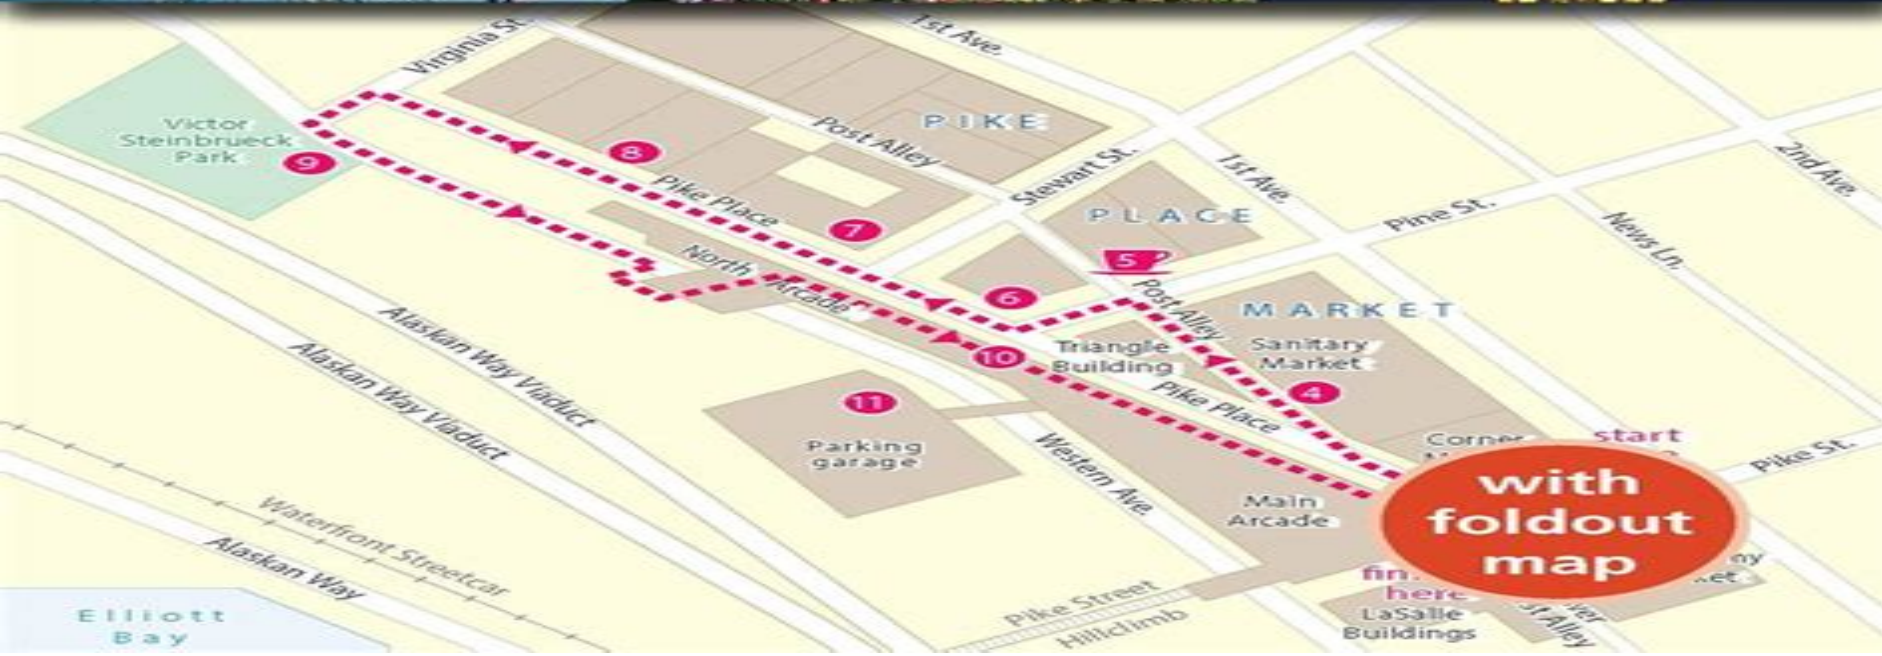 Virginia St.
1st Ave.
Victor
Steinbrueck
Park
9
8
Post Alley
PIKE
Pike Place
7
Stewart St.
1st Ave.
2nd Ave.
PLACE
Pine St.
News Ln.
North
Arcade
5
6
Post Alley
MARKET
Triangle
Building
Sanitary
Market
10
4
Pike Place
Alaskan Way Viaduct
Alaskan Way Viaduct
11
Parking
garage
Western Ave.
Corner
start
Pike St.
Main
Arcade
with
foldout
map
Waterfront Streetcar
Alaskan Way
Elliott
Bay
Pike Street
Hillclimb
here
LaSalle
Buildings